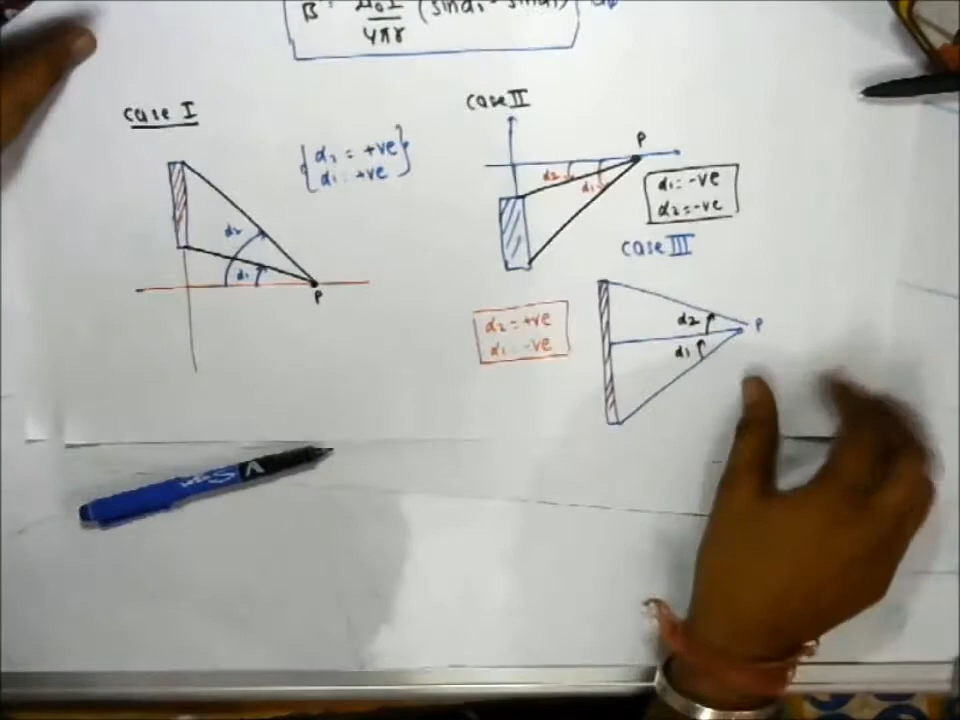 B = μ₀I/4πr (sinα₂ - sinα₁)
case I
{ α₂ = +ve
α₁ = +ve }
α₂
α₁
P
case II
P
α₂
α₁
α₁ = -ve
α₂ = -ve
case III
α₂ = +ve
α₁ = -ve
α₂
α₁
P
V5